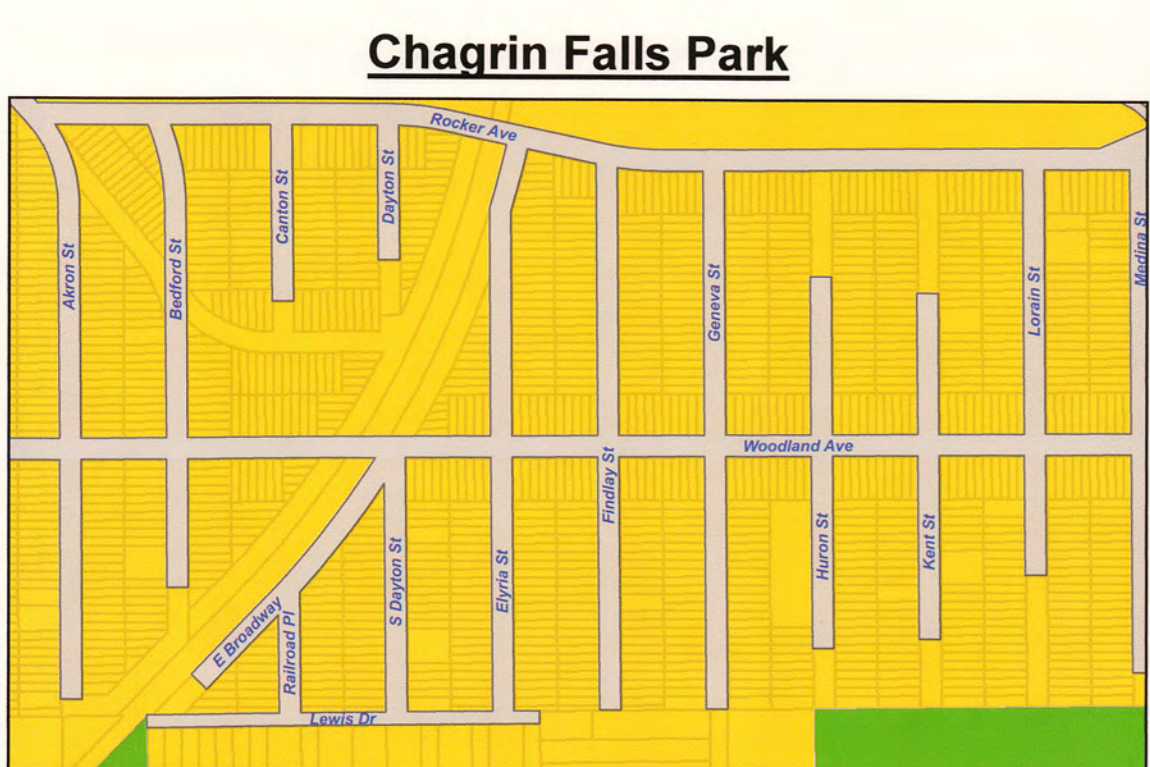 Chagrin Falls Park
Rocker Ave
Akron St
Bedford St
Canton St
Dayton St
Geneva St
Lorain St
Medina St
Woodland Ave
Findlay St
Huron St
Kent St
S Dayton St
Elyria St
E Broadway
Railroad Pl
Lewis Dr